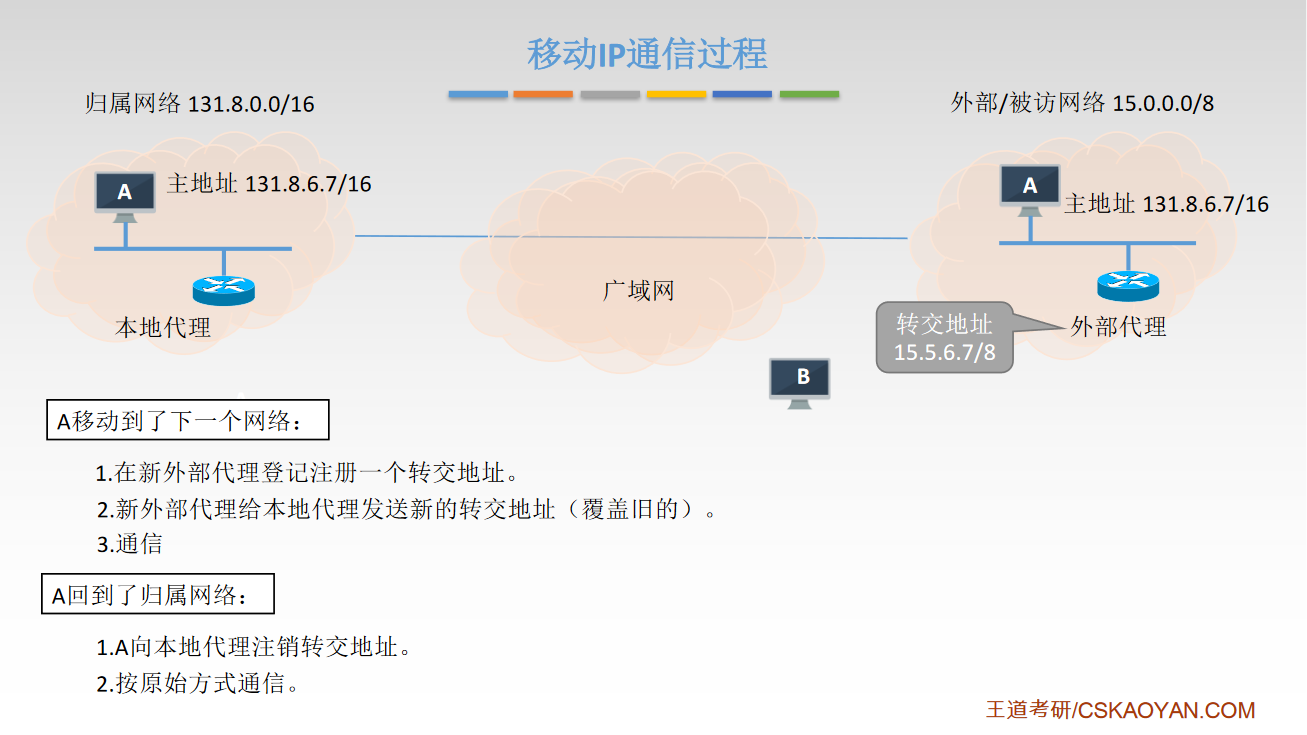 移动IP通信过程
归属网络 131.8.0.0/16
外部/被访网络 15.0.0.0/8
A
主地址 131.8.6.7/16
A
主地址 131.8.6.7/16
广域网
本地代理
转交地址
15.5.6.7/8
外部代理
B
A移动到了下一个网络：
1.在新外部代理登记注册一个转交地址。
2.新外部代理给本地代理发送新的转交地址（覆盖旧的）。
3.通信
A回到了归属网络：
1.A向本地代理注销转交地址。
2.按原始方式通信。
王道考研/CSKAOYAN.COM